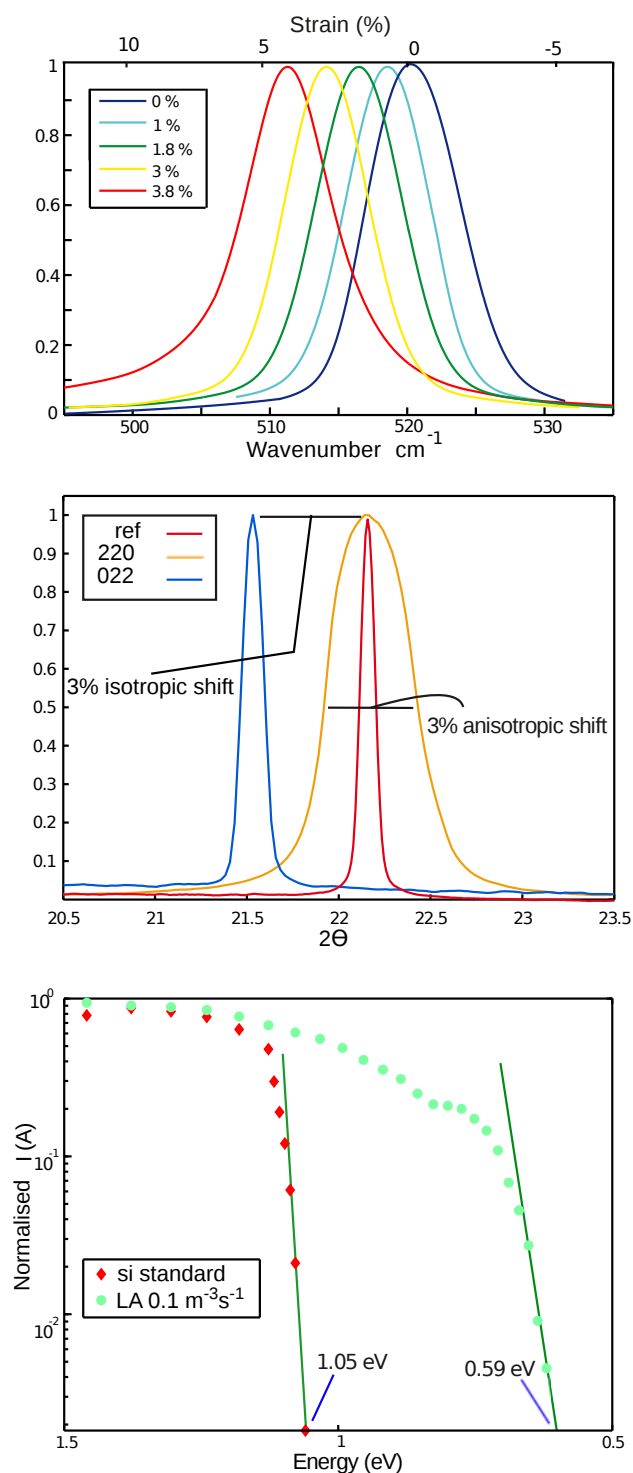 Strain (%)
10 5 0 -5
1
0.8
0.6
0.4
0.2
0
0 %
1 %
1.8 %
3 %
3.8 %
500 510 520 530
Wavenumber cm-1
1
0.9
0.8
0.7
0.6
0.5
0.4
0.3
0.2
0.1
ref
220
022
3% isotropic shift
3% anisotropic shift
20.5 21 21.5 22 22.5 23 23.5
2Θ
Normalised I (A)
10⁰
10⁻¹
10⁻²
si standard
LA 0.1 m⁻³s⁻¹
1.05 eV
0.59 eV
1.5 1 0.5
Energy (eV)